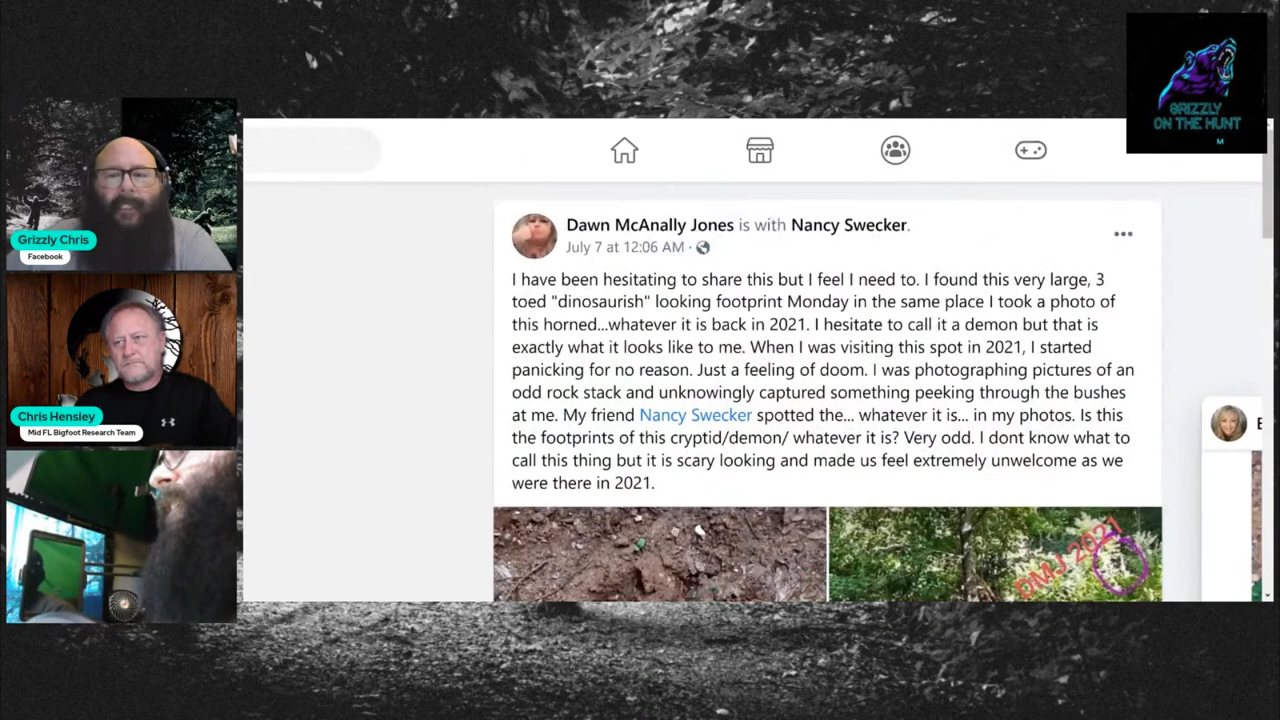 GRIZZLY
ON THE HUNT
M
Grizzly Chris
Facebook
Chris Hensley
Mid FL Bigfoot Research Team
Dawn McAnally Jones is with Nancy Swecker.
July 7 at 12:06 AM ·
I have been hesitating to share this but I feel I need to. I found this very large, 3
toed "dinosaurish" looking footprint Monday in the same place I took a photo of
this horned...whatever it is back in 2021. I hesitate to call it a demon but that is
exactly what it looks like to me. When I was visiting this spot in 2021, I started
panicking for no reason. Just a feeling of doom. I was photographing pictures of an
odd rock stack and unknowingly captured something peeking through the bushes
at me. My friend Nancy Swecker spotted the... whatever it is... in my photos. Is this
the footprints of this cryptid/demon/ whatever it is? Very odd. I dont know what to
call this thing but it is scary looking and made us feel extremely unwelcome as we
were there in 2021.
DMJ 2021